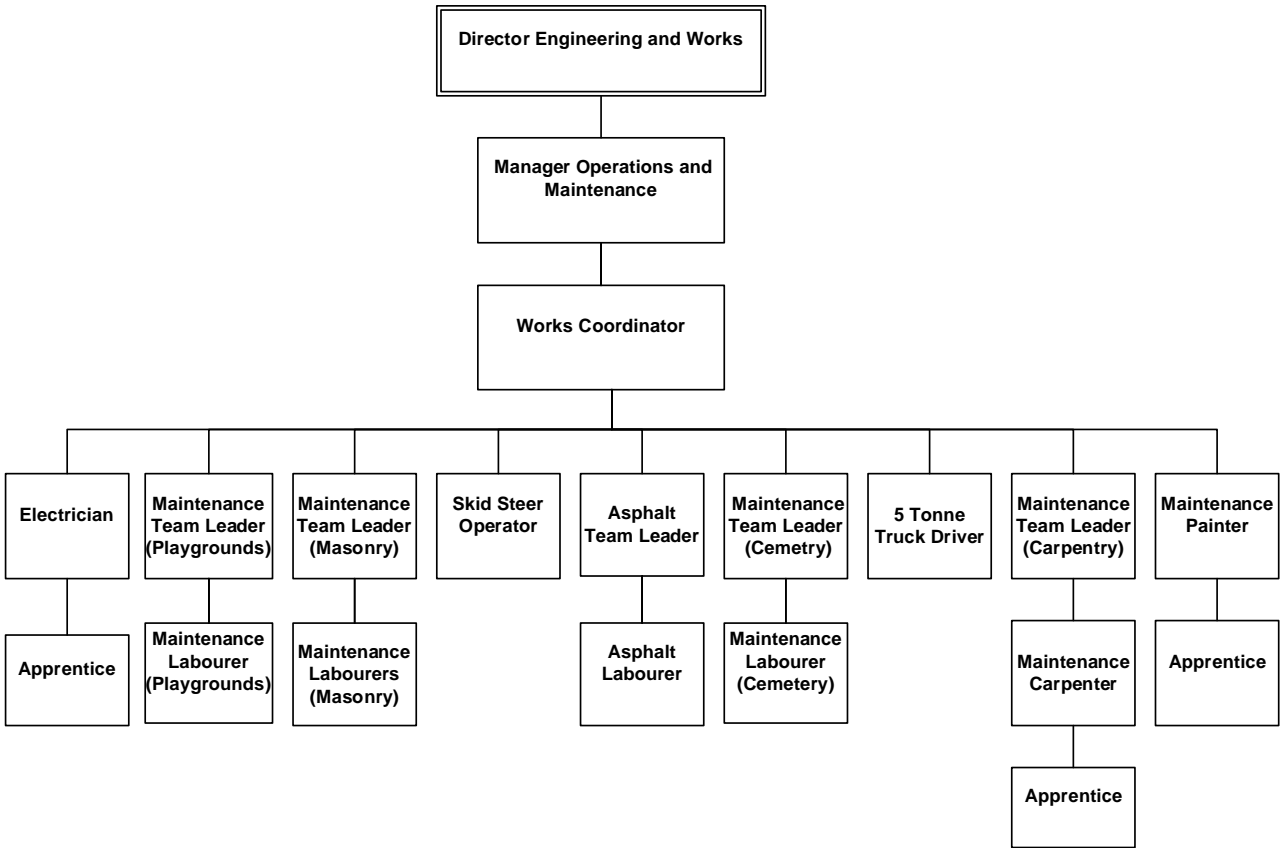 Director Engineering and Works
Manager Operations and
Maintenance
Works Coordinator
Electrician
Maintenance
Team Leader
(Playgrounds)
Maintenance
Team Leader
(Masonry)
Skid Steer
Operator
Asphalt
Team Leader
Maintenance
Team Leader
(Cemetry)
5 Tonne
Truck Driver
Maintenance
Team Leader
(Carpentry)
Maintenance
Painter
Apprentice
Maintenance
Labourer
(Playgrounds)
Maintenance
Labourers
(Masonry)
Asphalt
Labourer
Maintenance
Labourer
(Cemetery)
Maintenance
Carpenter
Apprentice
Apprentice